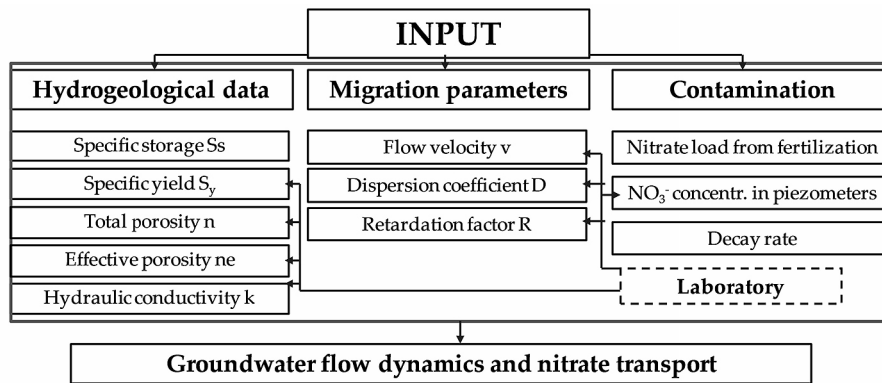 INPUT
Hydrogeological data
Migration parameters
Contamination
Specific storage Ss
Specific yield Sy
Total porosity n
Effective porosity ne
Hydraulic conductivity k
Flow velocity v
Dispersion coefficient D
Retardation factor R
Nitrate load from fertilization
NO3- concentr. in piezometers
Decay rate
Laboratory
Groundwater flow dynamics and nitrate transport